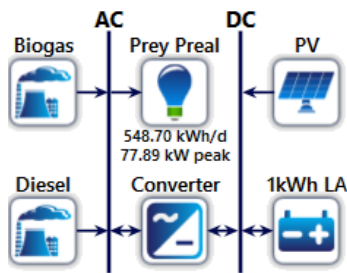 AC DC
Biogas Prey Preal PV
548.70 kWh/d
77.89 kW peak
Diesel Converter 1kWh LA